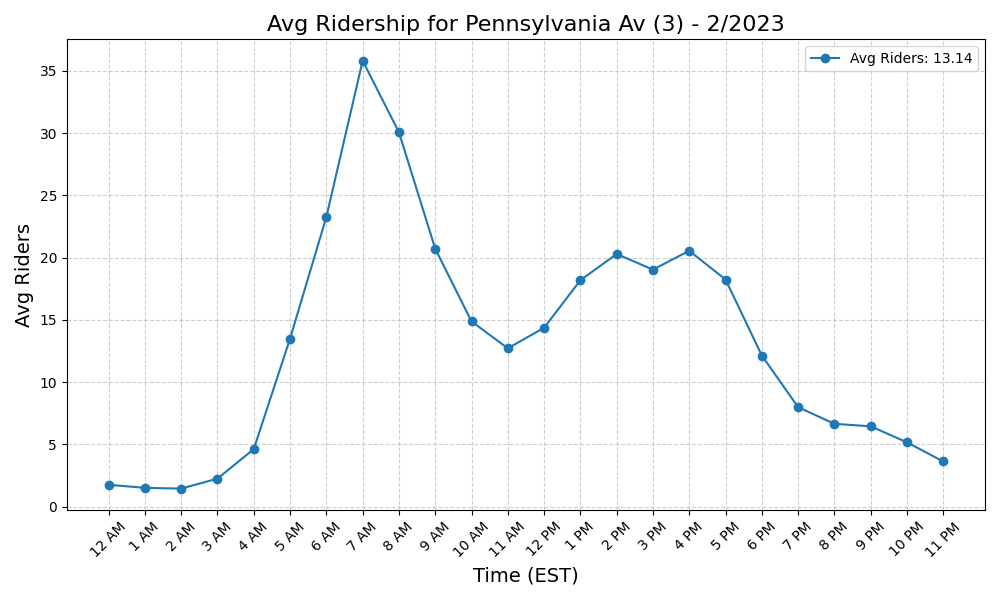 Avg Ridership for Pennsylvania Av (3) - 2/2023
Avg Riders: 13.14
Avg Riders
35
30
25
20
15
10
5
0
12 AM
1 AM
2 AM
3 AM
4 AM
5 AM
6 AM
7 AM
8 AM
9 AM
10 AM
11 AM
12 PM
1 PM
2 PM
3 PM
4 PM
5 PM
6 PM
7 PM
8 PM
9 PM
10 PM
11 PM
Time (EST)